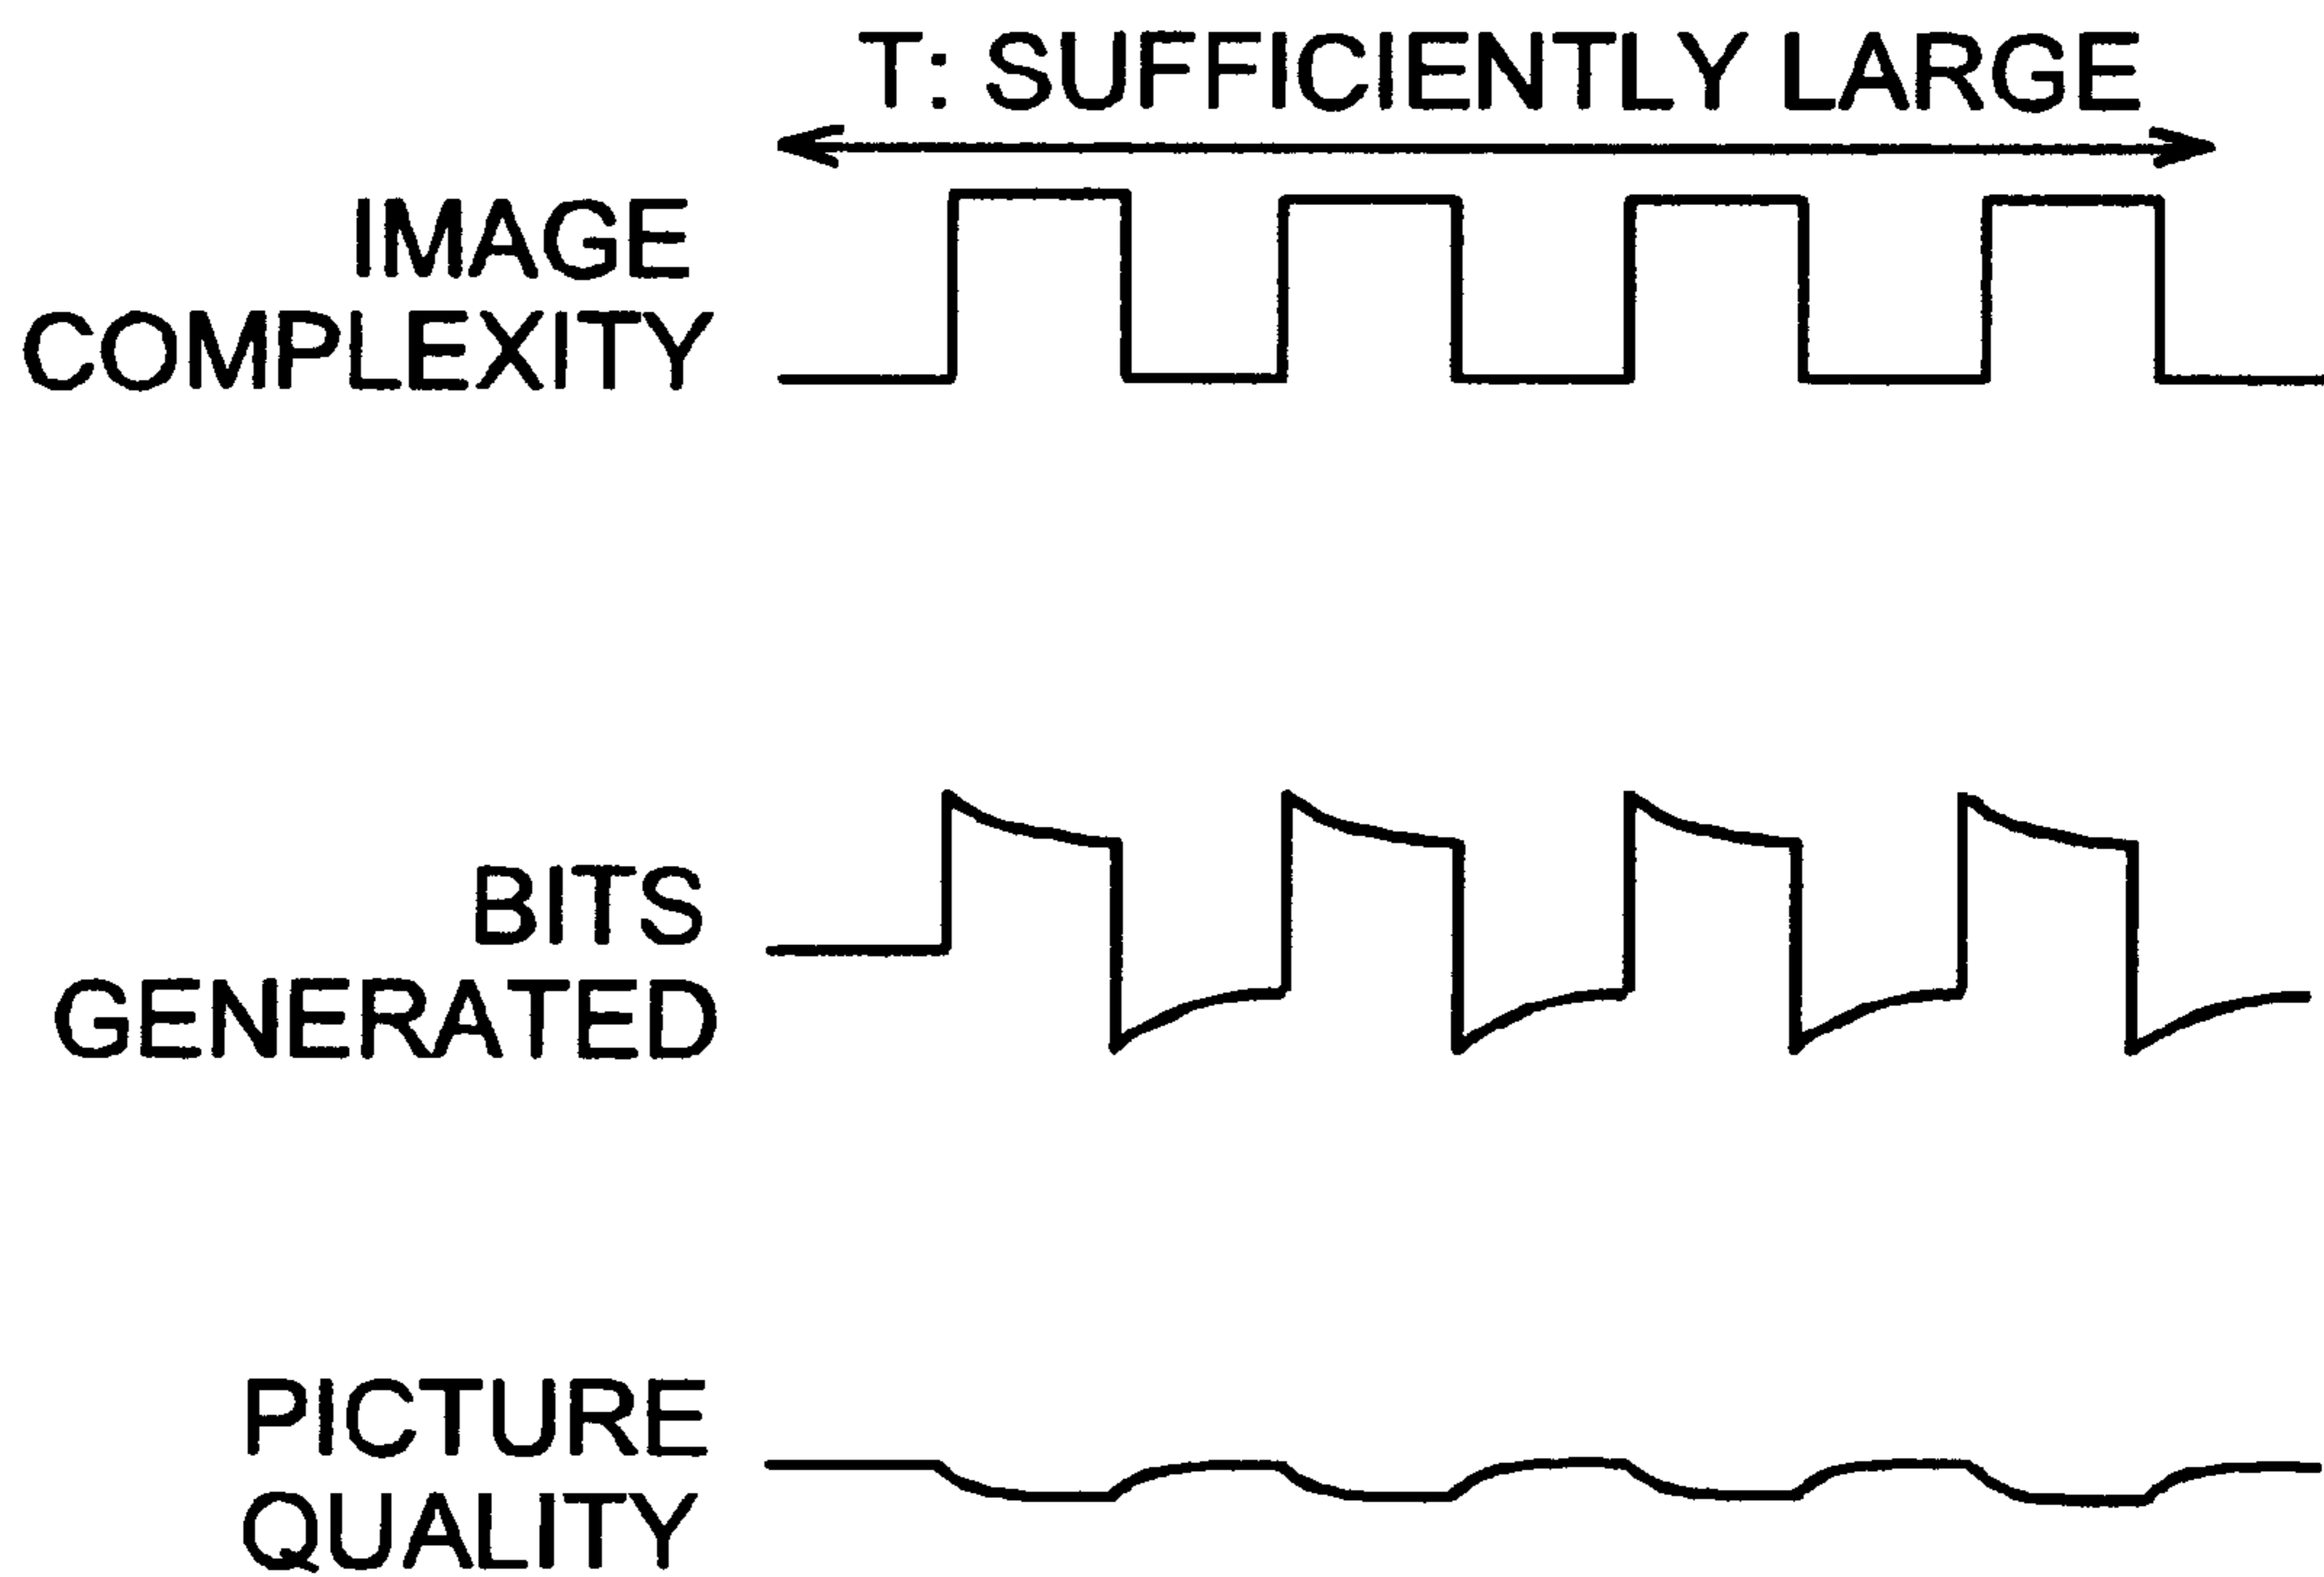 T: SUFFICIENTLY LARGE
IMAGE
COMPLEXITY
BITS
GENERATED
PICTURE
QUALITY